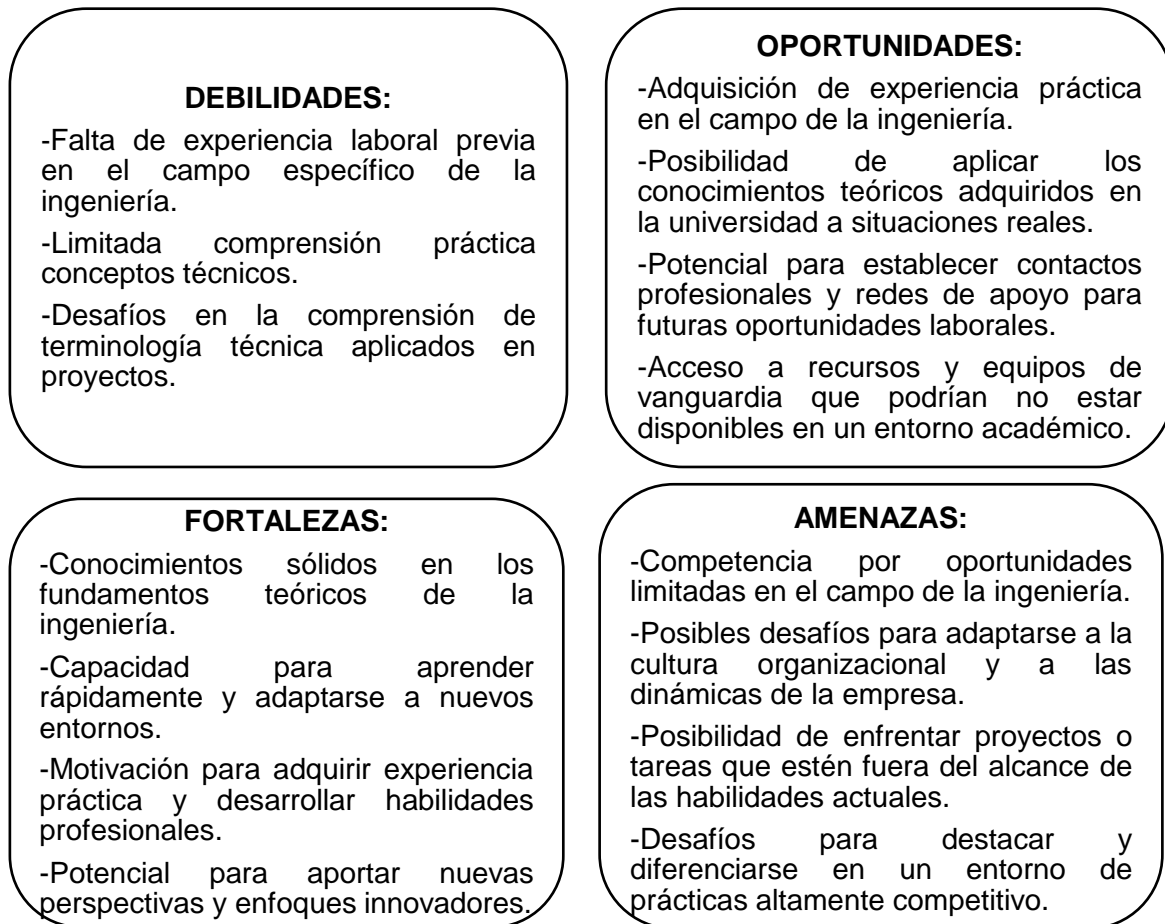 DEBILIDADES:
-Falta de experiencia laboral previa
en el campo específico de la
ingeniería.
-Limitada comprensión práctica
conceptos técnicos.
-Desafíos en la comprensión de
terminología técnica aplicados en
proyectos.
OPORTUNIDADES:
-Adquisición de experiencia práctica
en el campo de la ingeniería.
-Posibilidad de aplicar los
conocimientos teóricos adquiridos en
la universidad a situaciones reales.
-Potencial para establecer contactos
profesionales y redes de apoyo para
futuras oportunidades laborales.
-Acceso a recursos y equipos de
vanguardia que podrían no estar
disponibles en un entorno académico.
FORTALEZAS:
-Conocimientos sólidos en los
fundamentos teóricos de la
ingeniería.
-Capacidad para aprender
rápidamente y adaptarse a nuevos
entornos.
-Motivación para adquirir experiencia
práctica y desarrollar habilidades
profesionales.
-Potencial para aportar nuevas
perspectivas y enfoques innovadores.
AMENAZAS:
-Competencia por oportunidades
limitadas en el campo de la ingeniería.
-Posibles desafíos para adaptarse a la
cultura organizacional y a las
dinámicas de la empresa.
-Posibilidad de enfrentar proyectos o
tareas que estén fuera del alcance de
las habilidades actuales.
-Desafíos para destacar y
diferenciarse en un entorno de
prácticas altamente competitivo.